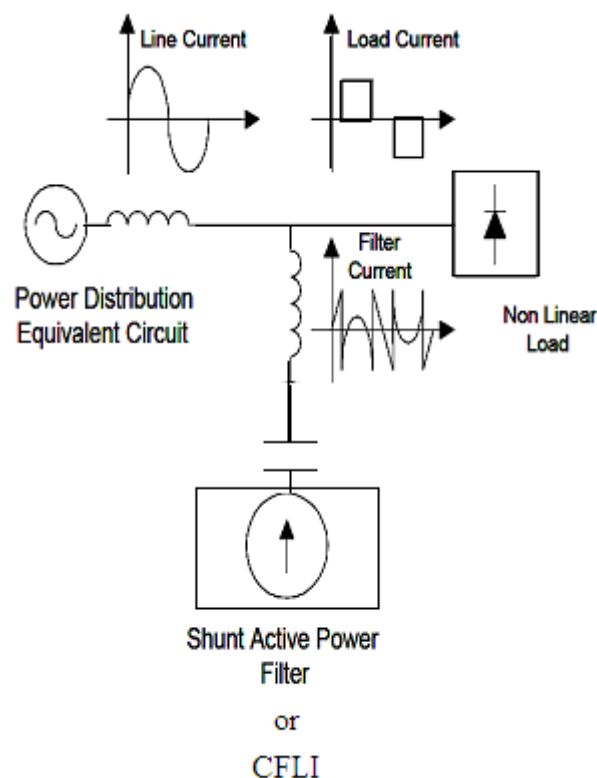 Line Current
Load Current
Filter
Current
Power Distribution
Equivalent Circuit
Non Linear
Load
Shunt Active Power
Filter
or
CFLI